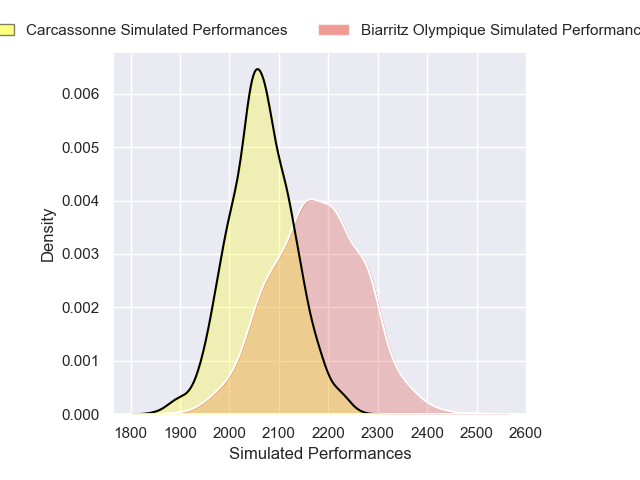 Carcassonne Simulated Performances
Biarritz Olympique Simulated Performanc
0.006
0.005
0.004
0.003
0.002
0.001
0.000
Density
1800 1900 2000 2100 2200 2300 2400 2500 2600
Simulated Performances